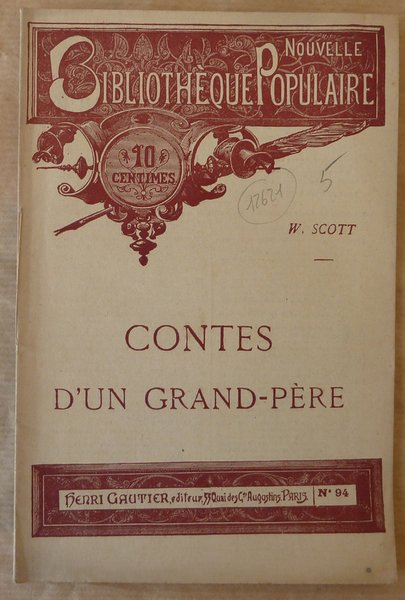 NOUVELLE
BIBLIOTHÈQUE POPULAIRE
10
CENTIMES
12621
5
W. SCOTT
CONTES
D'UN GRAND-PÈRE
HENRI GAUTIER, editeur, 55 Quai des Gds Augustins. PARIS. N° 94